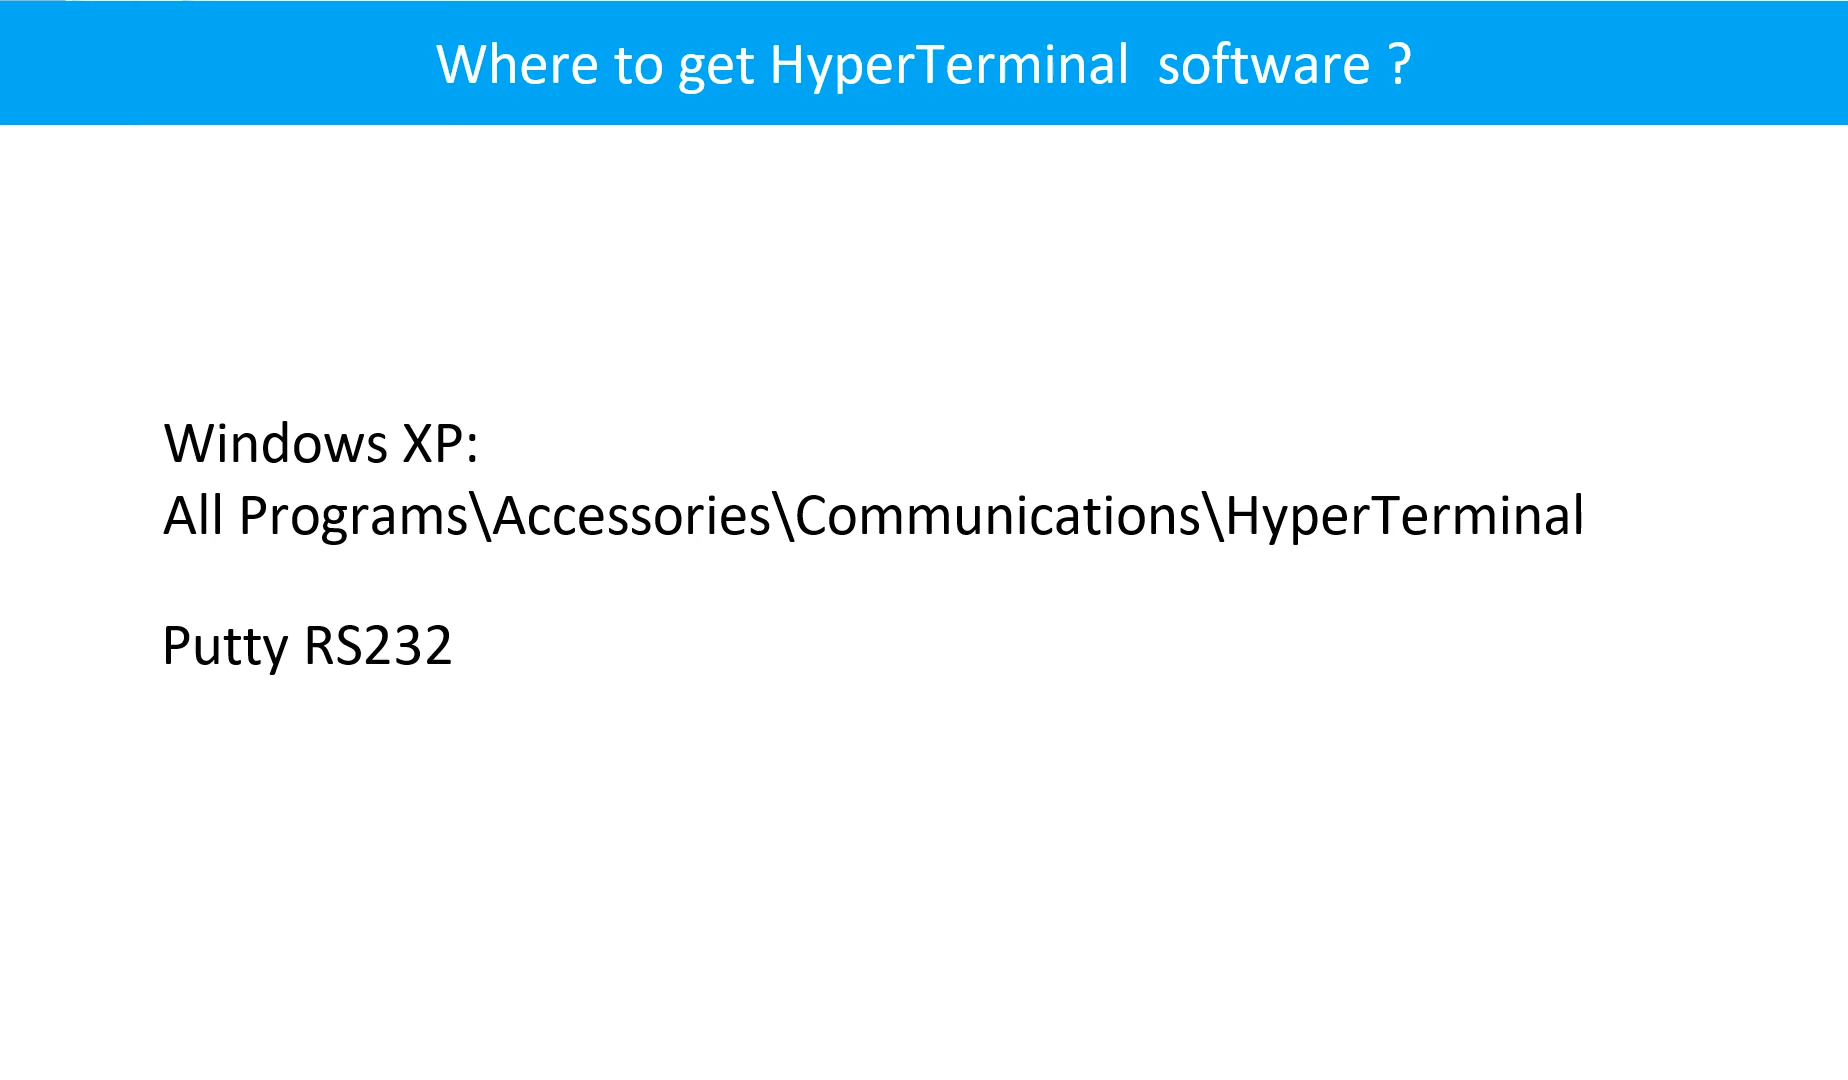 Where to get HyperTerminal  software ?
Windows XP:
All Programs\Accessories\Communications\HyperTerminal
Putty RS232